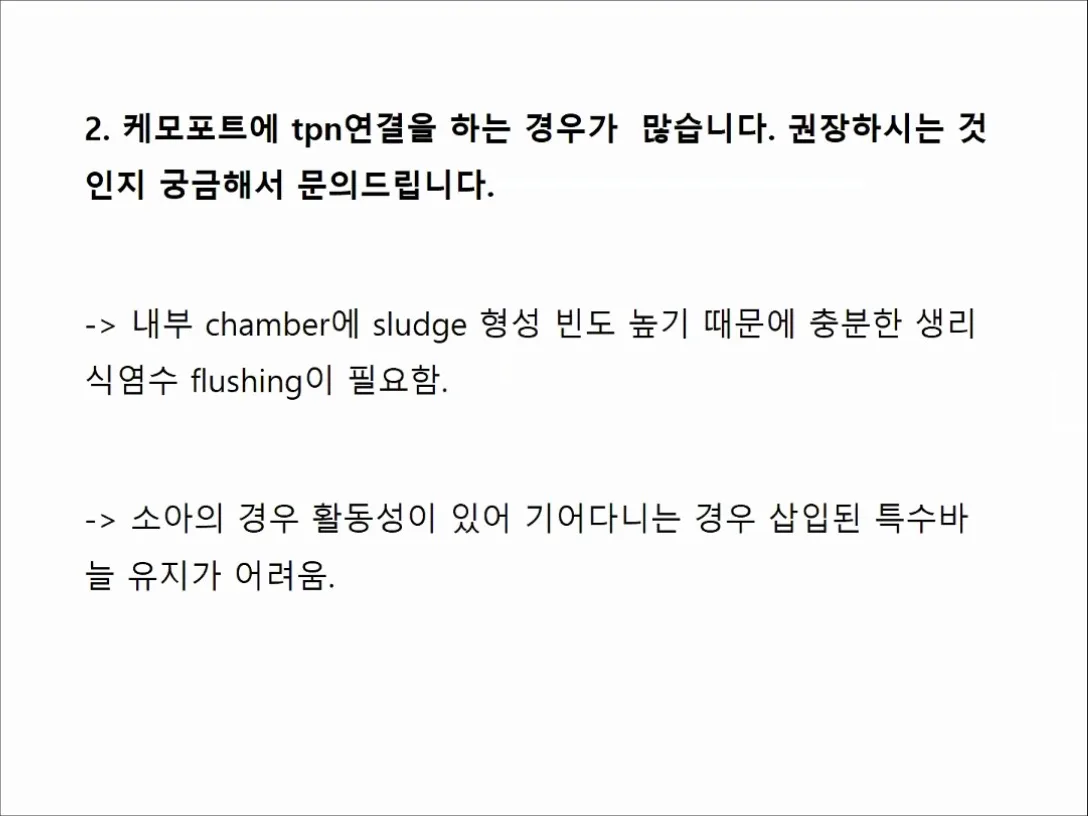 2. 케모포트에 tpn연결을 하는 경우가  많습니다. 권장하시는 것
인지 궁금해서 문의드립니다.
-> 내부 chamber에 sludge 형성 빈도 높기 때문에 충분한 생리
식염수 flushing이 필요함.
-> 소아의 경우 활동성이 있어 기어다니는 경우 삽입된 특수바
늘 유지가 어려움.